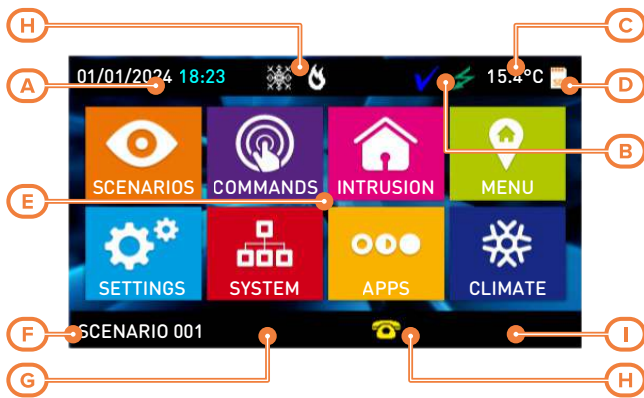 H
C
A
01/01/2024 18:23
15.4°C
D
B
SCENARIOS COMMANDS INTRUSION MENU
E
SETTINGS SYSTEM APPS CLIMATE
F
SCENARIO 001
I
G
H